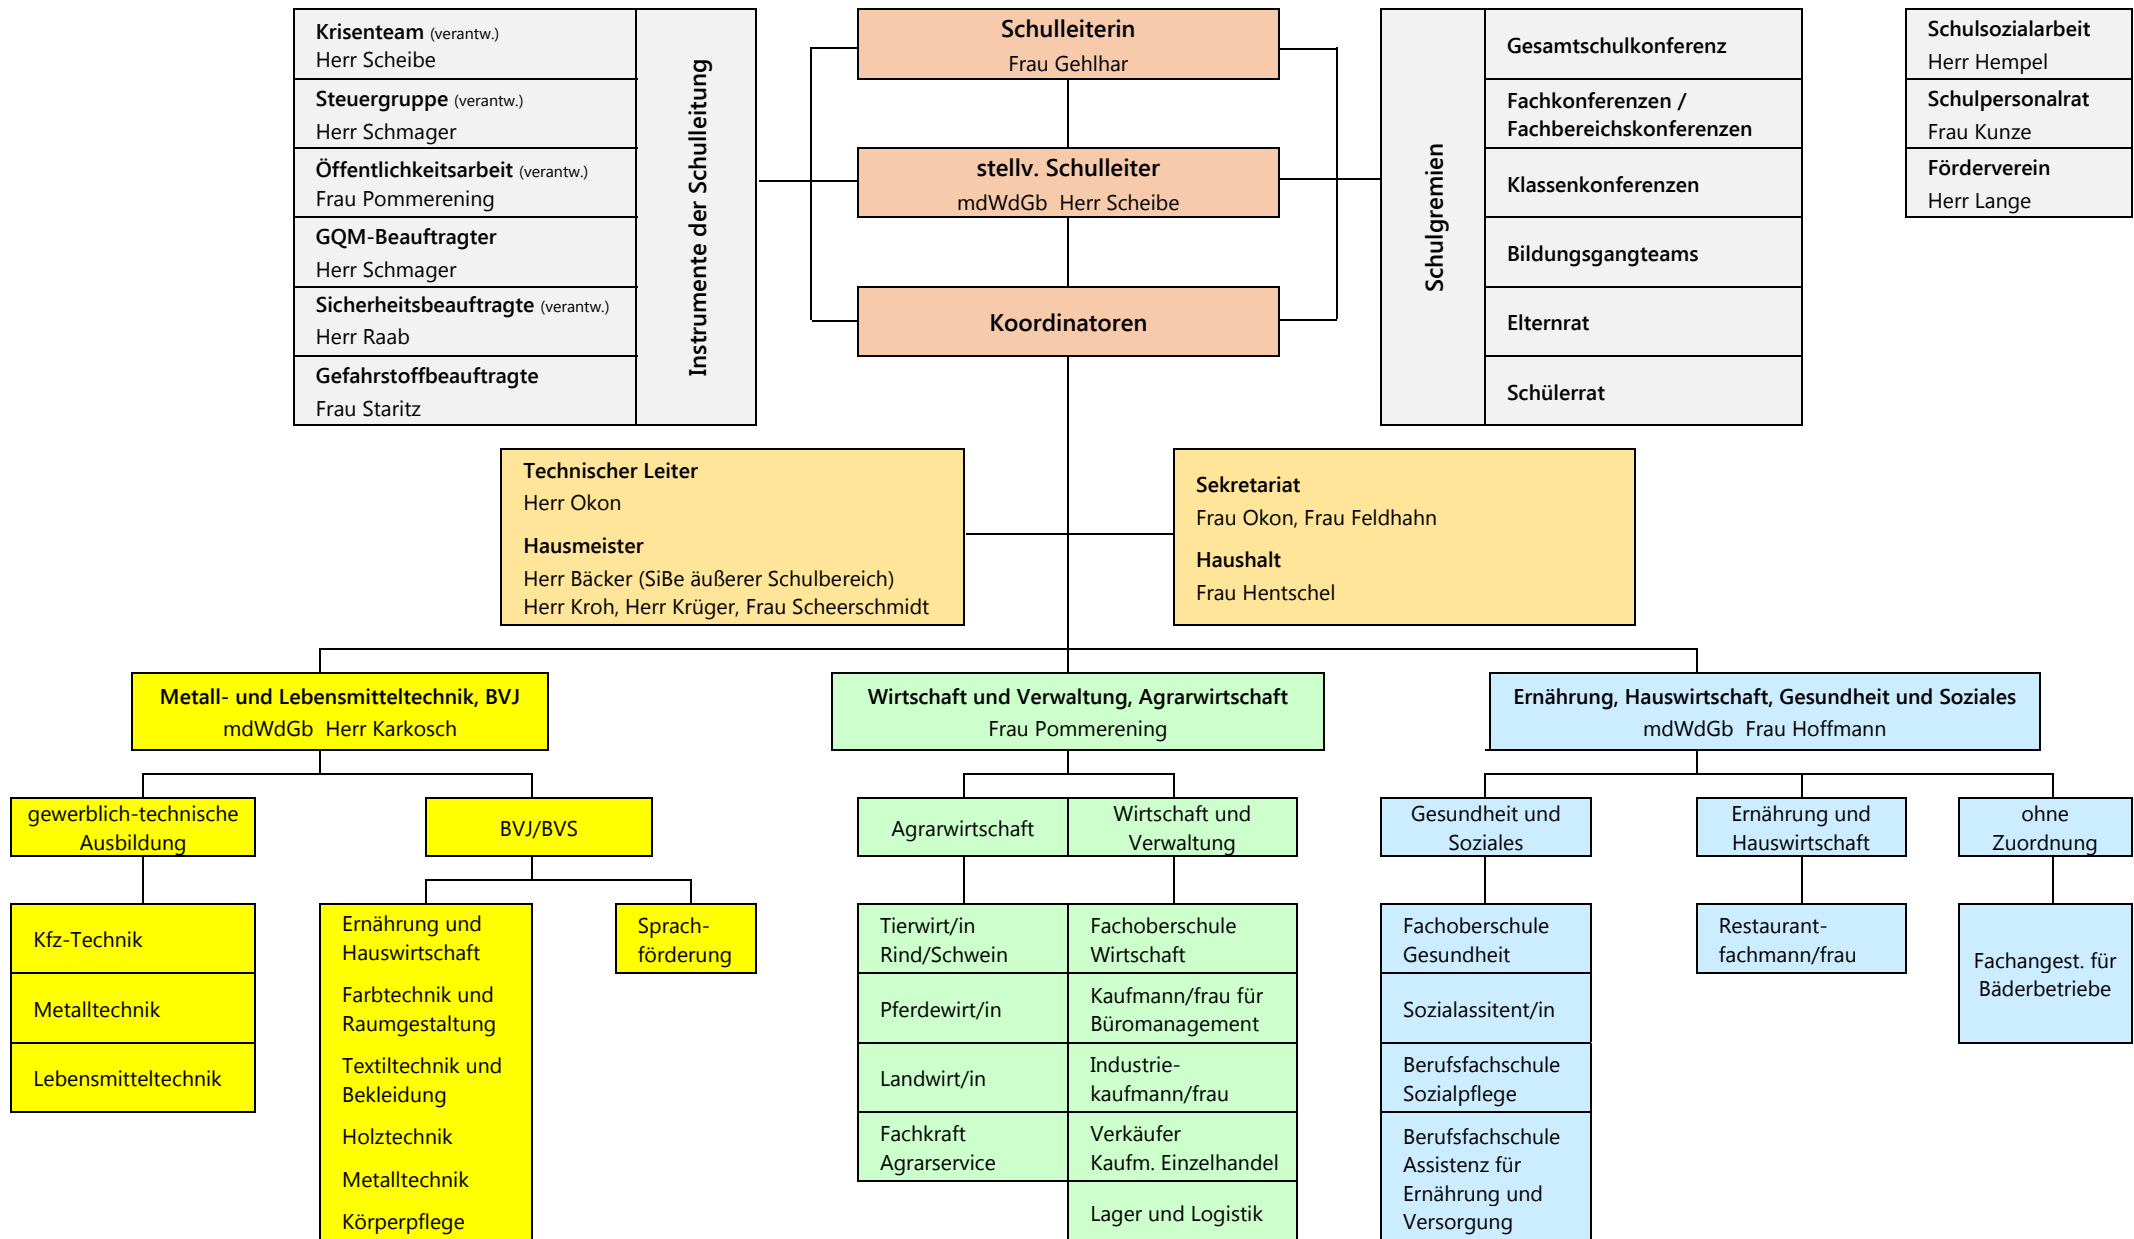 Krisenteam (verantw.)
Herr Scheibe
Steuergruppe (verantw.)
Herr Schmager
Öffentlichkeitsarbeit (verantw.)
Frau Pommerening
GQM-Beauftragter
Herr Schmager
Sicherheitsbeauftragte (verantw.)
Herr Raab
Gefahrstoffbeauftragte
Frau Staritz
Instrumente der Schulleitung
Schulleiterin
Frau Gehlhar
stellv. Schulleiter
mdWdGb Herr Scheibe
Koordinatoren
Schulgremien
Gesamtschulkonferenz
Fachkonferenzen /
Fachbereichskonferenzen
Klassenkonferenzen
Bildungsgangteams
Elternrat
Schülerrat
Schulsozialarbeit
Herr Hempel
Schulpersonalrat
Frau Kunze
Förderverein
Herr Lange
Technischer Leiter
Herr Okon
Hausmeister
Herr Bäcker (SiBe äußerer Schulbereich)
Herr Kroh, Herr Krüger, Frau Scheerschmidt
Sekretariat
Frau Okon, Frau Feldhahn
Haushalt
Frau Hentschel
Metall- und Lebensmitteltechnik, BVJ
mdWdGb Herr Karkosch
gewerblich-technische
Ausbildung
Kfz-Technik
Metalltechnik
Lebensmitteltechnik
BVJ/BVS
Ernährung und
Hauswirtschaft
Farbtechnik und
Raumgestaltung
Textiltechnik und
Bekleidung
Holztechnik
Metalltechnik
Körperpflege
Sprach-
förderung
Wirtschaft und Verwaltung, Agrarwirtschaft
Frau Pommerening
Agrarwirtschaft
Tierwirt/in
Rind/Schwein
Pferdewirt/in
Landwirt/in
Fachkraft
Agrarservice
Wirtschaft und
Verwaltung
Fachoberschule
Wirtschaft
Kaufmann/frau für
Büromanagement
Industrie-
kaufmann/frau
Verkäufer
Kaufm. Einzelhandel
Lager und Logistik
Ernährung, Hauswirtschaft, Gesundheit und Soziales
mdWdGb Frau Hoffmann
Gesundheit und
Soziales
Fachoberschule
Gesundheit
Sozialassitent/in
Berufsfachschule
Sozialpflege
Berufsfachschule
Assistenz für
Ernährung und
Versorgung
Ernährung und
Hauswirtschaft
Restaurant-
fachmann/frau
ohne
Zuordnung
Fachangest. für
Bäderbetriebe